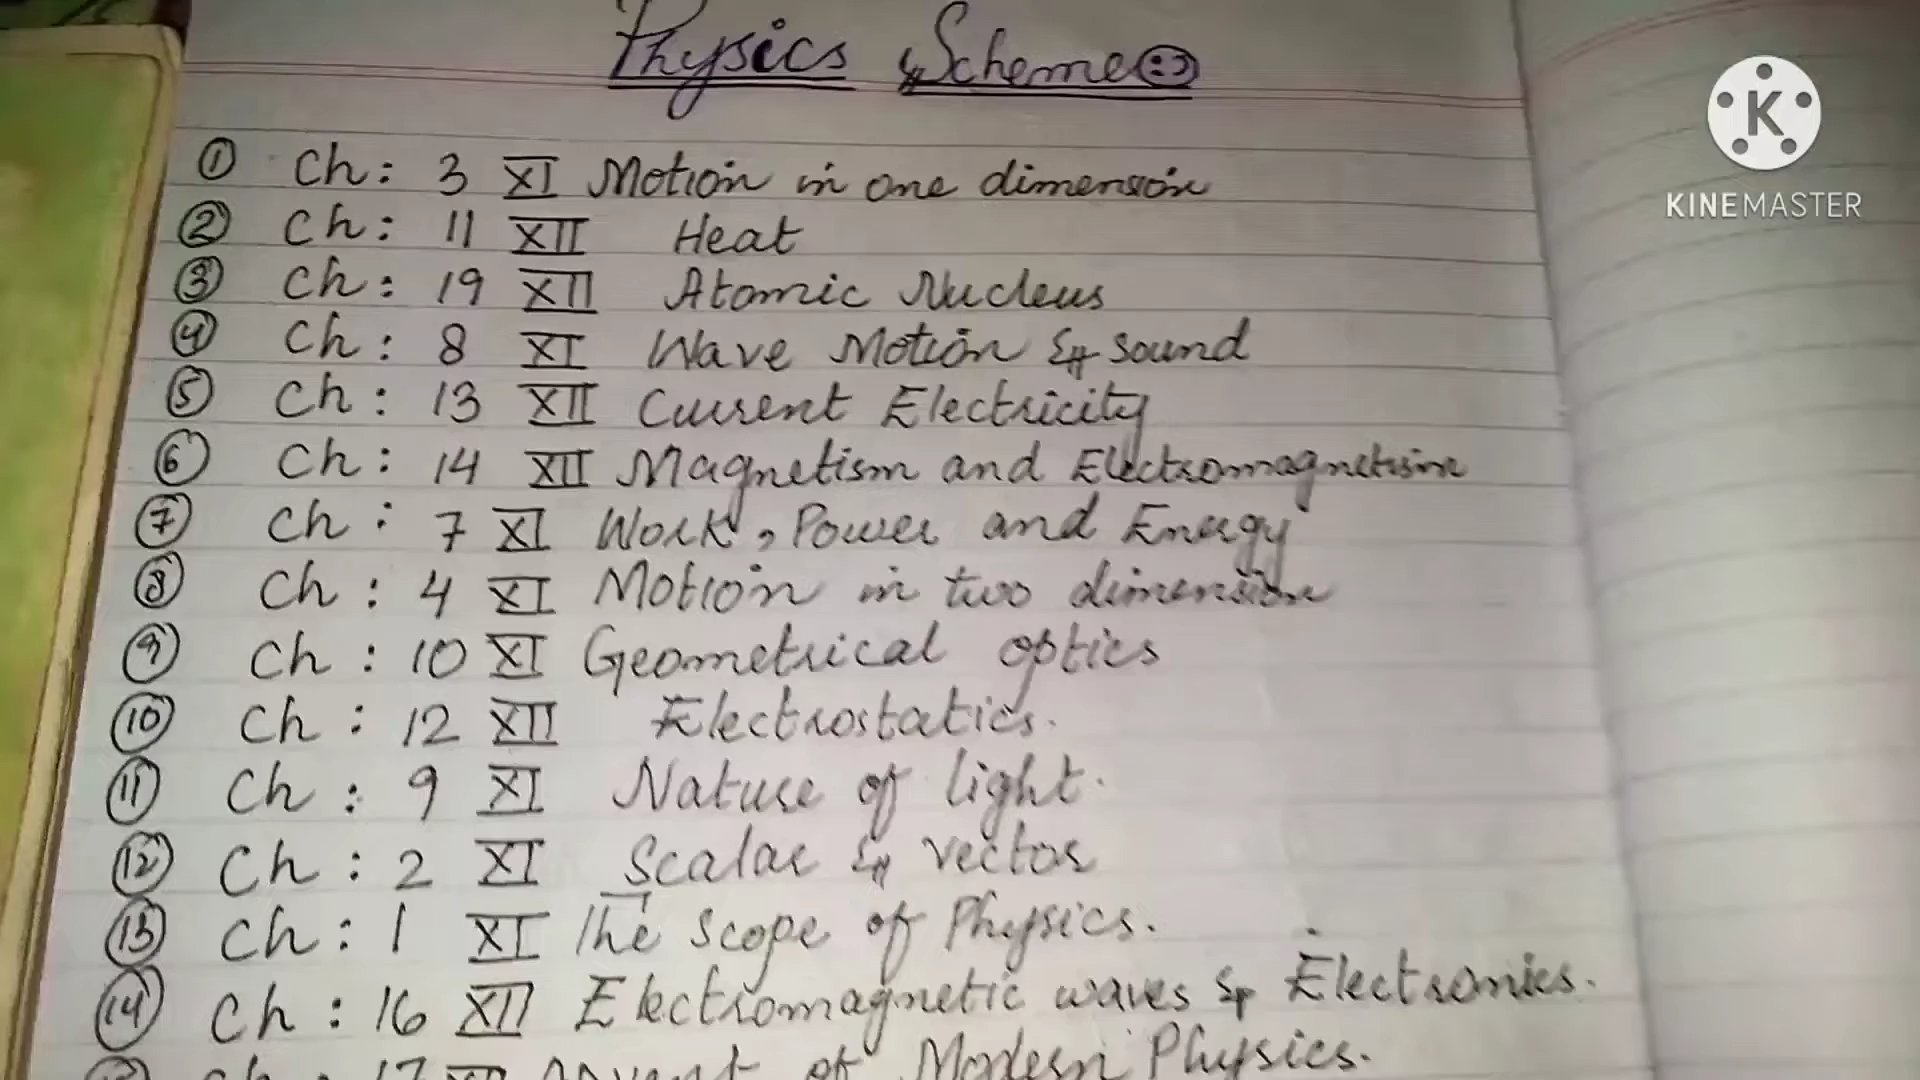 Physics Scheme :)
① Ch: 3 XI Motion in one dimension
② Ch: 11 XII Heat
③ Ch: 19 XII Atomic Nucleus
④ Ch: 8 XI Wave Motion & sound
⑤ Ch: 13 XII Current Electricity
⑥ Ch: 14 XII Magnetism and Electromagnetism
⑦ Ch: 7 XI Work, Power and Energy
⑧ Ch: 4 XI Motion in two dimension
⑨ Ch: 10 XI Geometrical optics
⑩ Ch: 12 XII Electrostatics.
⑪ Ch: 9 XI Nature of light.
⑫ Ch: 2 XI Scalar & vector
⑬ Ch: 1 XI The Scope of Physics.
⑭ Ch: 16 XII Electromagnetic waves & Electronics.
⑮ Ch: 17 XII Advent of Modern Physics.
K
KINEMASTER